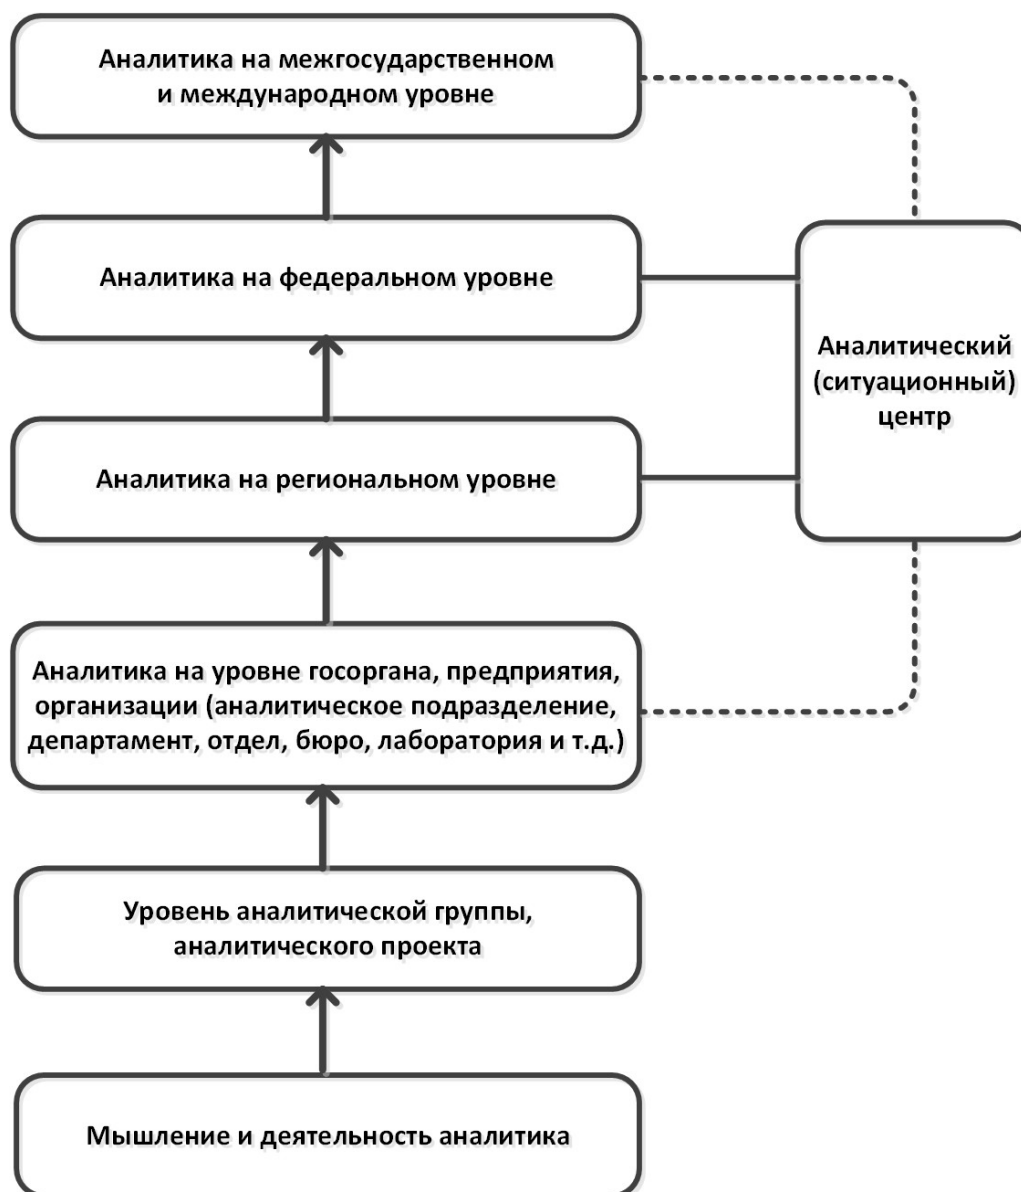 Аналитика на межгосударственном
и международном уровне
Аналитика на федеральном уровне
Аналитический
(ситуационный)
центр
Аналитика на региональном уровне
Аналитика на уровне госоргана, предприятия,
организации (аналитическое подразделение,
департамент, отдел, бюро, лаборатория и т.д.)
Уровень аналитической группы,
аналитического проекта
Мышление и деятельность аналитика